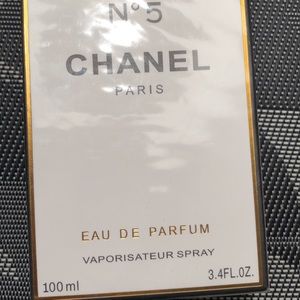 N°5
CHANEL
PARIS
EAU DE PARFUM
VAPORISATEUR SPRAY
100 ml
3.4FL.OZ.